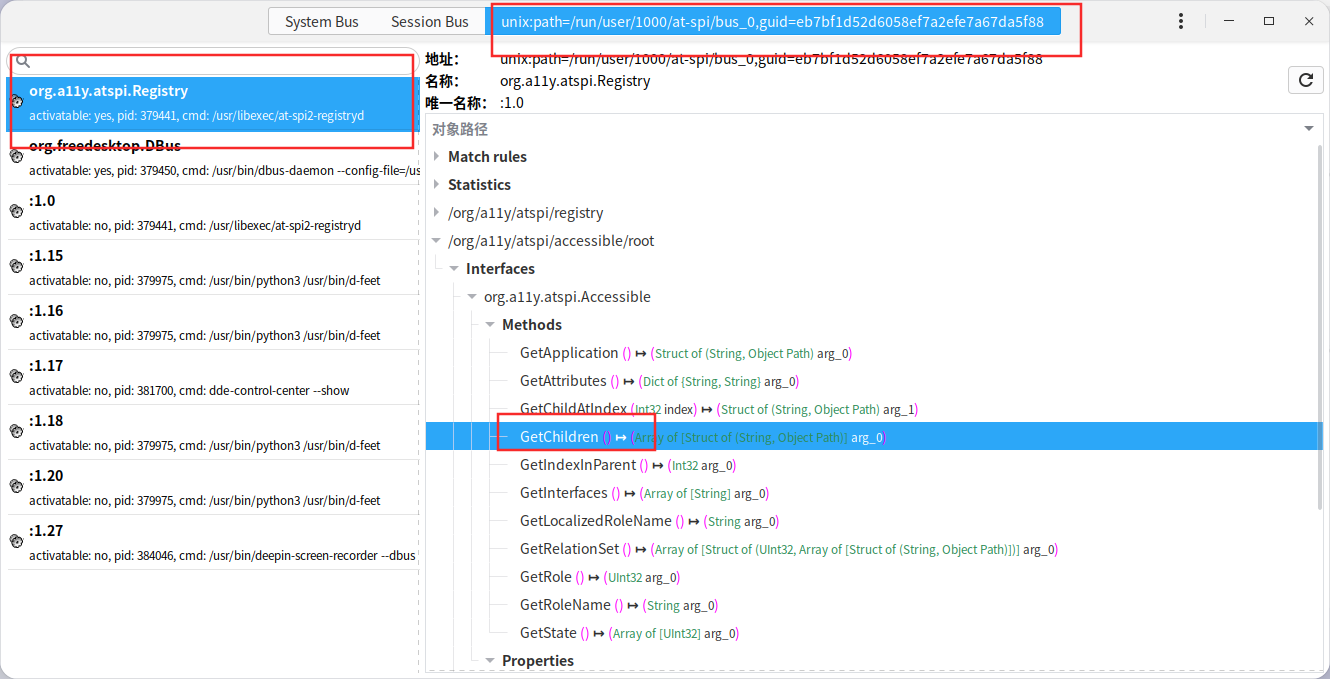 System Bus
Session Bus
unix:path=/run/user/1000/at-spi/bus_0,guid=eb7bf1d52d6058ef7a2efe7a67da5f88
org.a11y.atspi.Registry
activatable: yes, pid: 379441, cmd: /usr/libexec/at-spi2-registryd
org.freedesktop.DBus
activatable: yes, pid: 379450, cmd: /usr/bin/dbus-daemon --config-file=/us
:1.0
activatable: no, pid: 379441, cmd: /usr/libexec/at-spi2-registryd
:1.15
activatable: no, pid: 379975, cmd: /usr/bin/python3 /usr/bin/d-feet
:1.16
activatable: no, pid: 379975, cmd: /usr/bin/python3 /usr/bin/d-feet
:1.17
activatable: no, pid: 381700, cmd: dde-control-center --show
:1.18
activatable: no, pid: 379975, cmd: /usr/bin/python3 /usr/bin/d-feet
:1.20
activatable: no, pid: 379975, cmd: /usr/bin/python3 /usr/bin/d-feet
:1.27
activatable: no, pid: 384046, cmd: /usr/bin/deepin-screen-recorder --dbus
地址： unix:path=/run/user/1000/at-spi/bus_0,guid=eb7bf1d52d6058ef7a2efe7a67da5f88
名称： org.a11y.atspi.Registry
唯一名称： :1.0
对象路径
Match rules
Statistics
/org/a11y/atspi/registry
/org/a11y/atspi/accessible/root
Interfaces
org.a11y.atspi.Accessible
Methods
GetApplication () ↦ (Struct of (String, Object Path) arg_0)
GetAttributes () ↦ (Dict of {String, String} arg_0)
GetChildAtIndex (Int32 index) ↦ (Struct of (String, Object Path) arg_1)
GetChildren () ↦ (Array of [Struct of (String, Object Path)] arg_0)
GetIndexInParent () ↦ (Int32 arg_0)
GetInterfaces () ↦ (Array of [String] arg_0)
GetLocalizedRoleName () ↦ (String arg_0)
GetRelationSet () ↦ (Array of [Struct of (UInt32, Array of [Struct of (String, Object Path)])] arg_0)
GetRole () ↦ (UInt32 arg_0)
GetRoleName () ↦ (String arg_0)
GetState () ↦ (Array of [UInt32] arg_0)
Properties